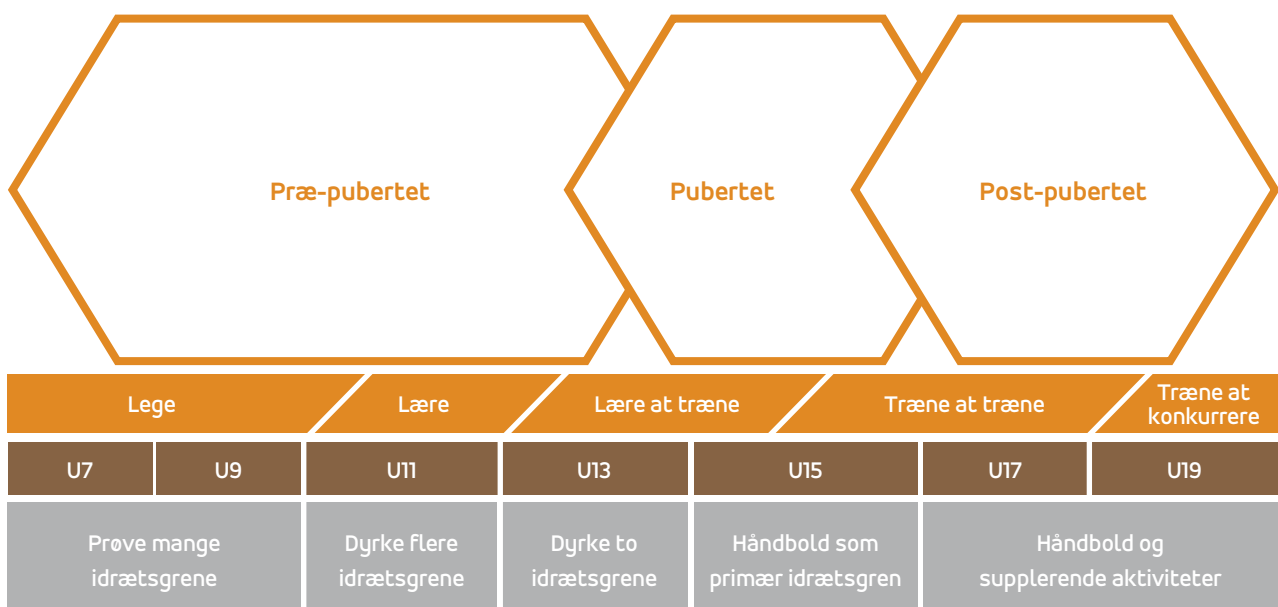 Præ-pubertet
Pubertet
Post-pubertet
Lege
Lære
Lære at træne
Træne at træne
Træne at
konkurrere
U7
U9
U11
U13
U15
U17
U19
Prøve mange
idrætsgrene
Dyrke flere
idrætsgrene
Dyrke to
idrætsgrene
Håndbold som
primær idrætsgren
Håndbold og
supplerende aktiviteter